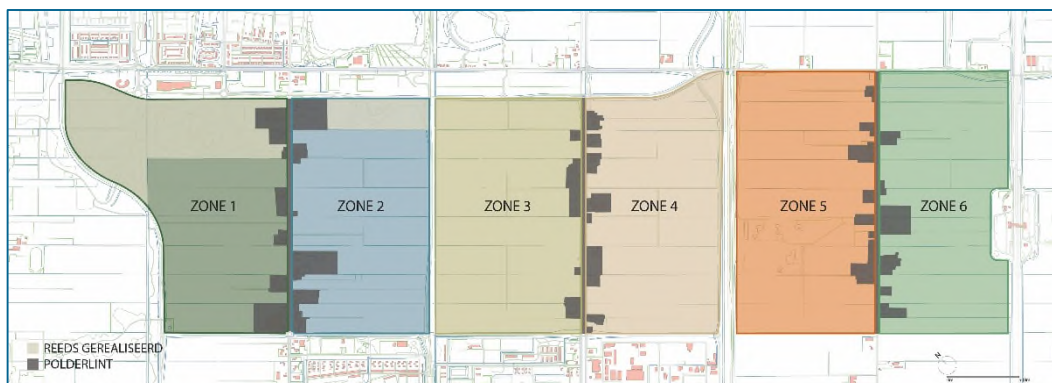 ZONE 1
ZONE 2
ZONE 3
ZONE 4
ZONE 5
ZONE 6
REEDS GEREALISEERD
POLDERLINT
N